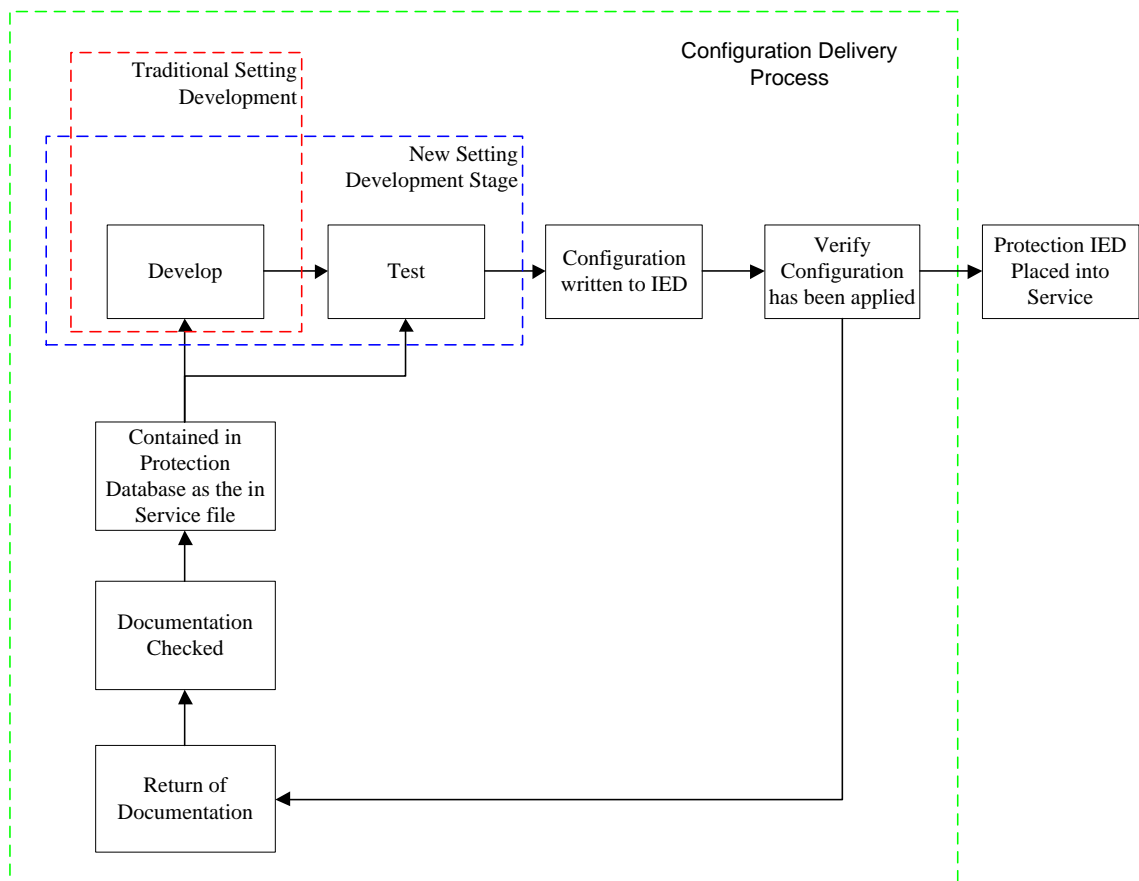 Configuration Delivery
Process
Traditional Setting
Development
New Setting
Development Stage
Develop
Test
Configuration
written to IED
Verify
Configuration
has been applied
Protection IED
Placed into
Service
Contained in
Protection
Database as the in
Service file
Documentation
Checked
Return of
Documentation